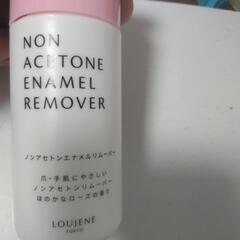 NON
ACETONE
ENAMEL
REMOVER
ノンアセトンエナメルリムーバー
爪・手肌にやさしい
ノンアセトンリムーバー
ほのかなローズの香り
LOUJENE
TOKYO